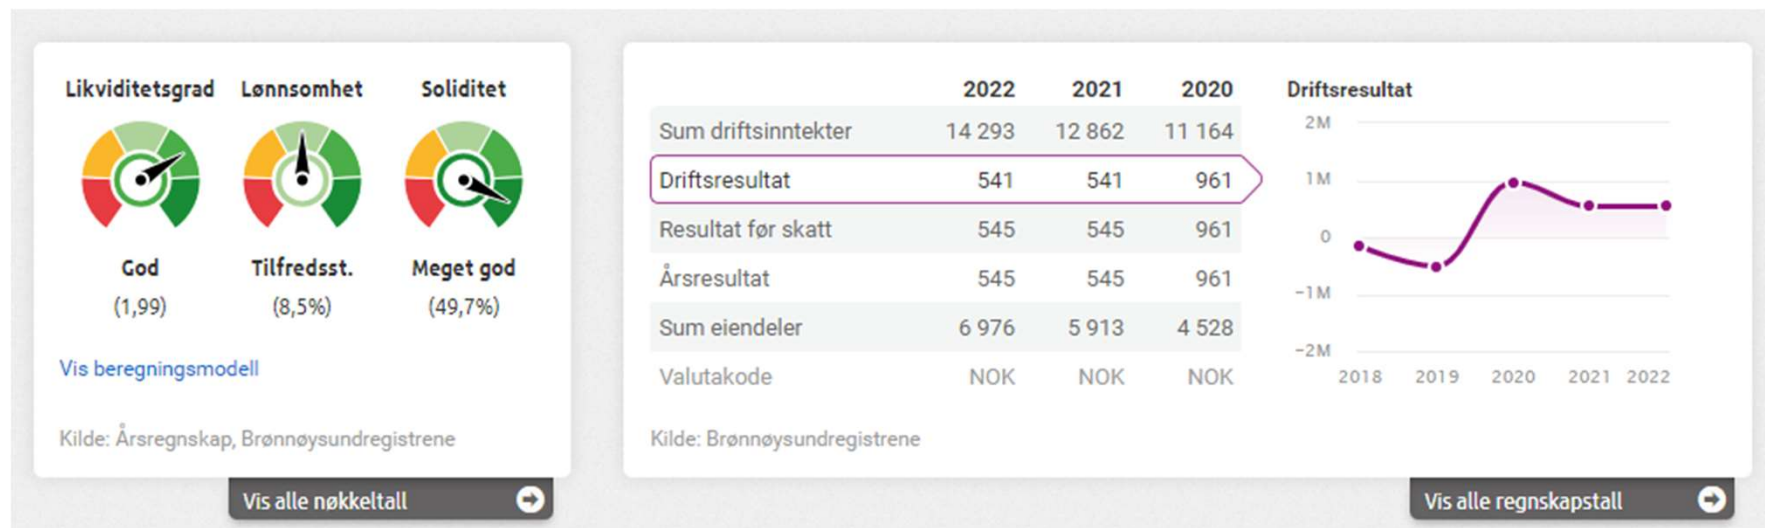 Likviditetsgrad Lønnsomhet Soliditet
God Tilfredsst. Meget god
(1,99) (8,5%) (49,7%)
Vis beregningsmodell
Kilde: Årsregnskap, Brønnøysundregistrene
Vis alle nøkkeltall
2022 2021 2020
Sum driftsinntekter 14 293 12 862 11 164
Driftsresultat 541 541 961
Resultat før skatt 545 545 961
Årsresultat 545 545 961
Sum eiendeler 6 976 5 913 4 528
Valutakode NOK NOK NOK
Kilde: Brønnøysundregistrene
Driftsresultat
2M
1M
0
-1M
-2M
2018 2019 2020 2021 2022
Vis alle regnskapstall